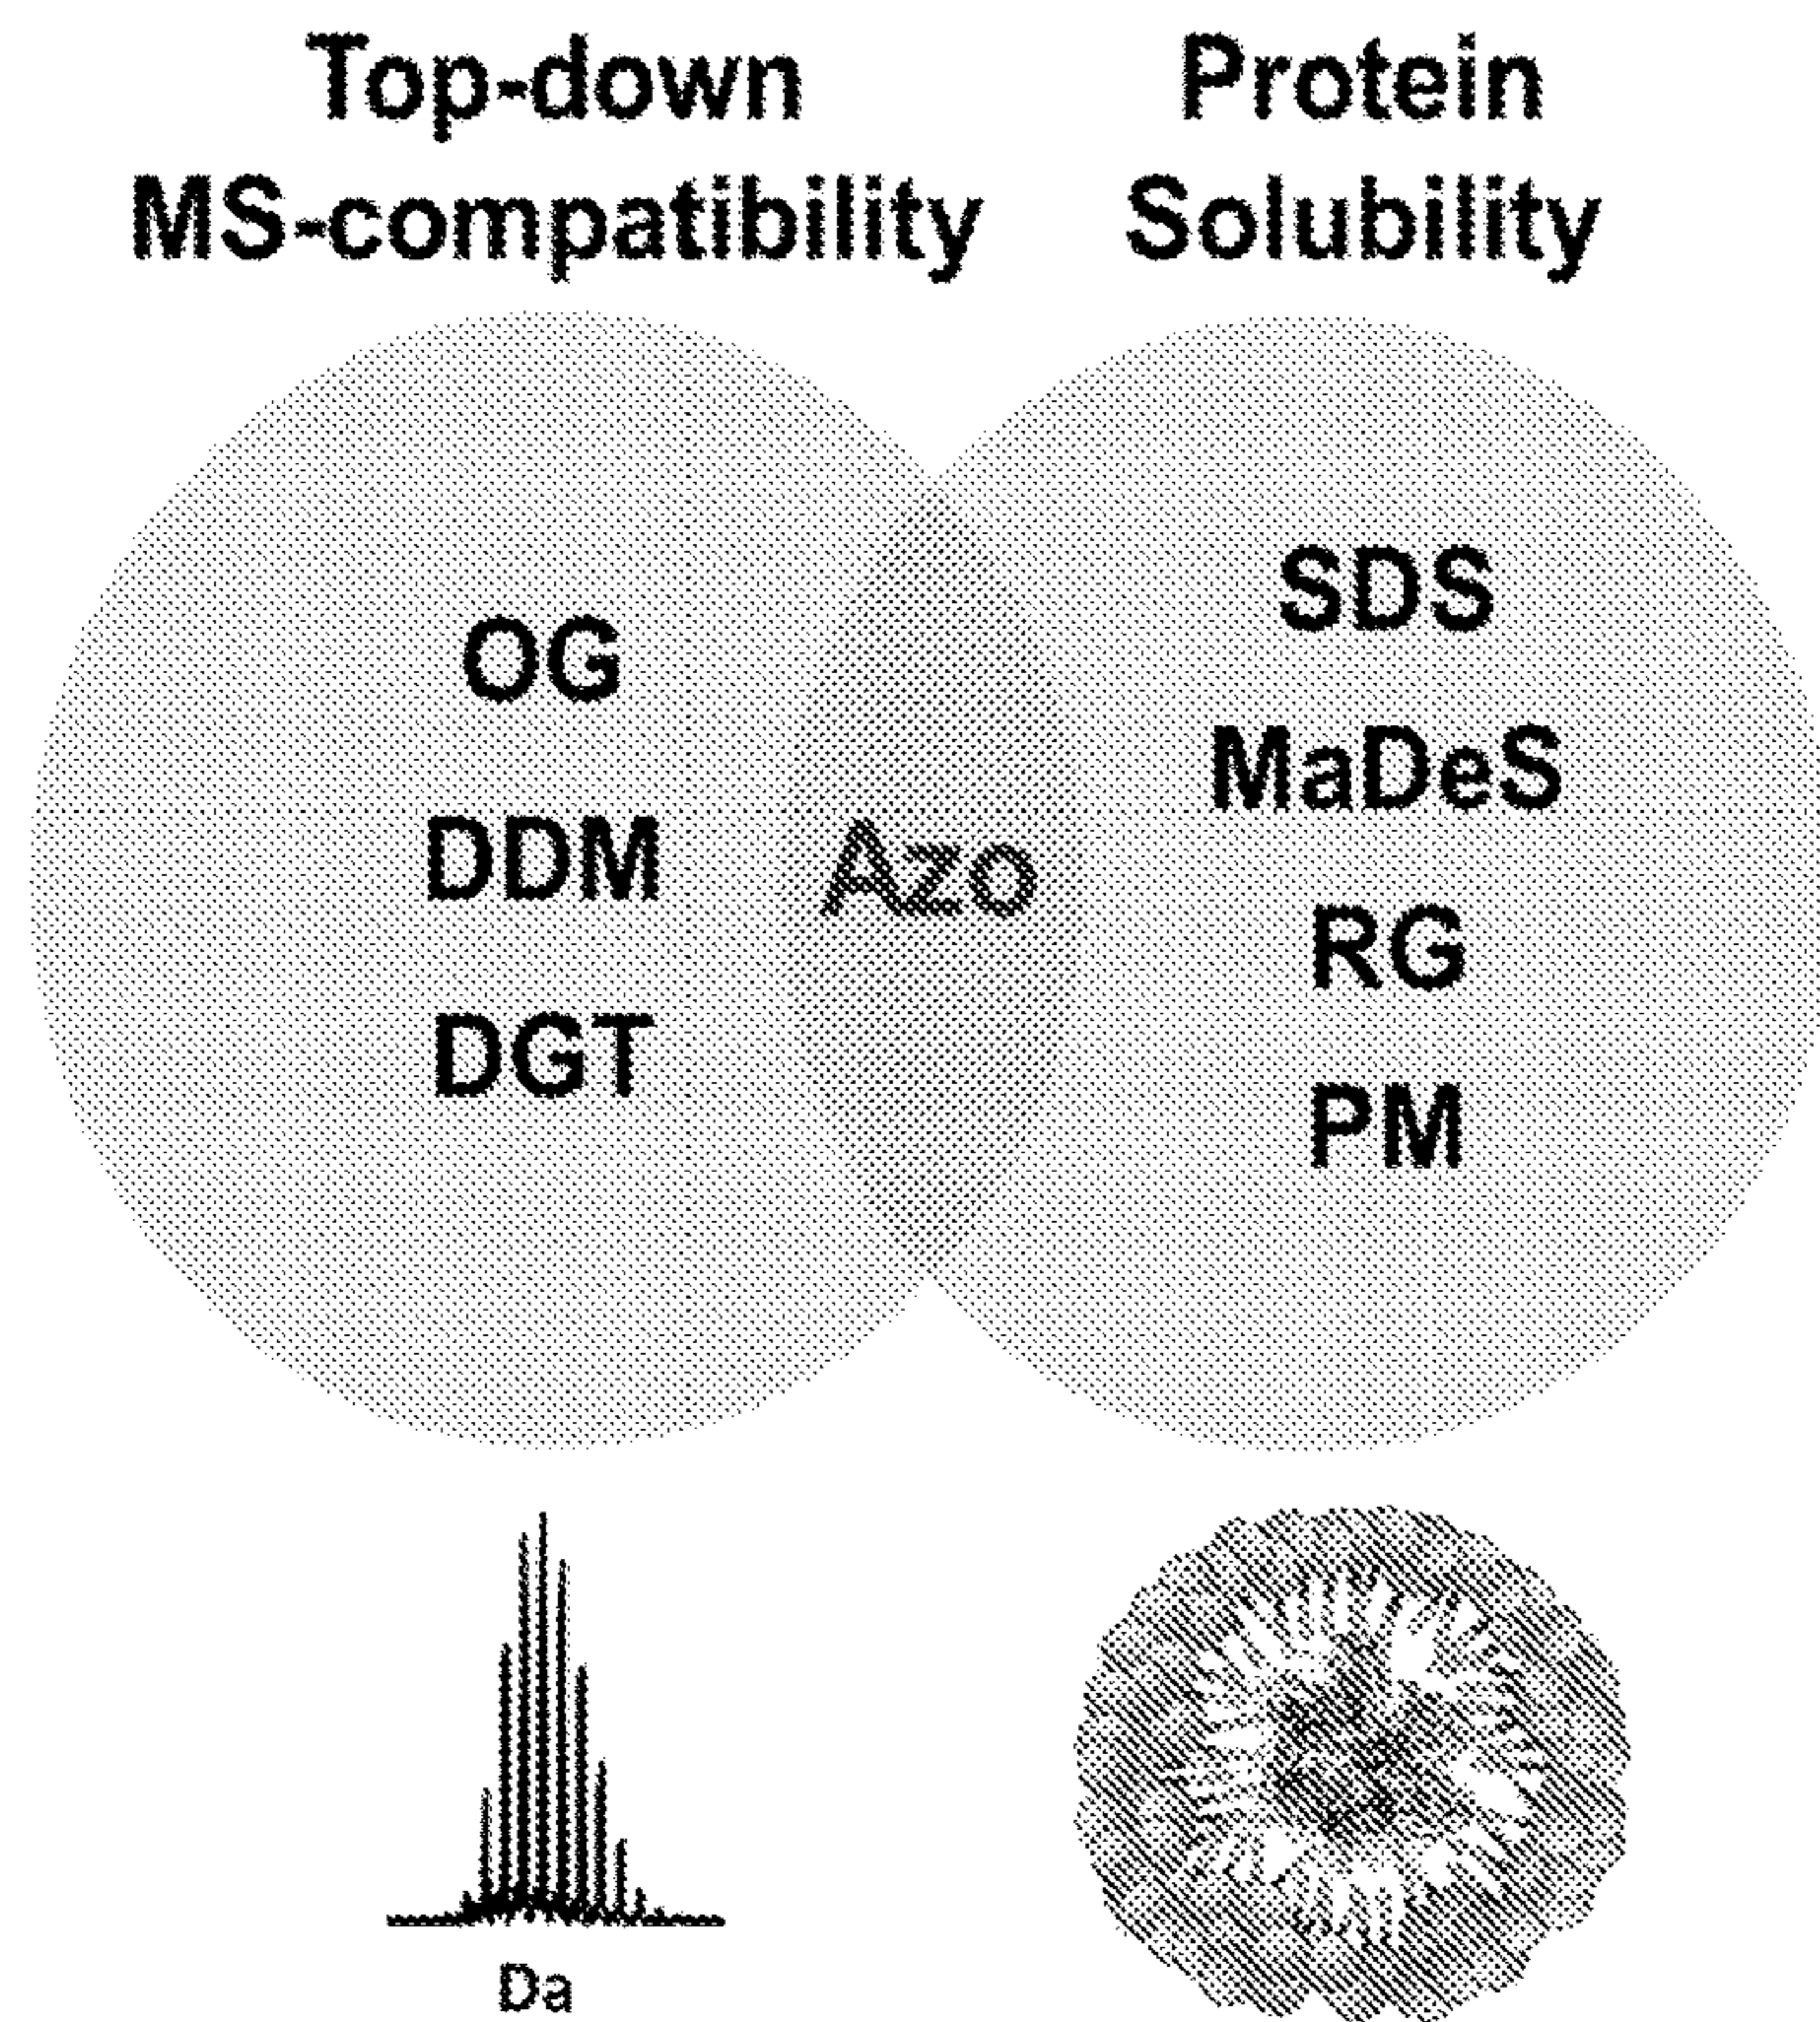 Top-down
MS-compatibility
Protein
Solubility
OG
DDM
DGT
Azo
SDS
MaDeS
RG
PM
Da